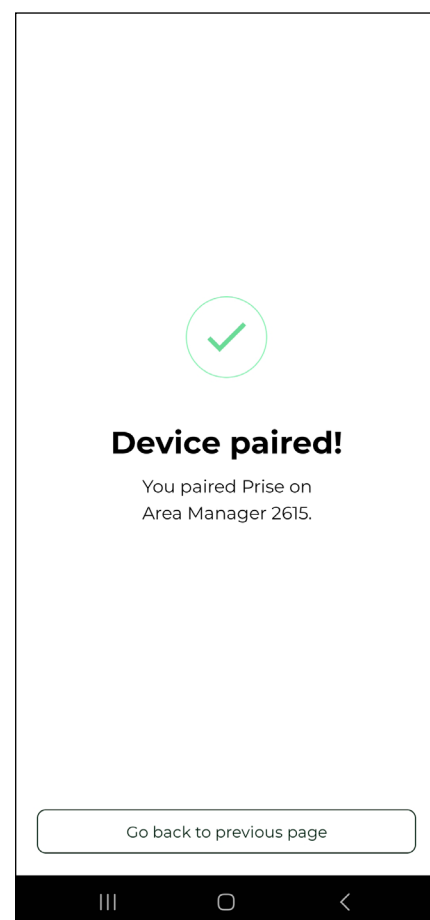 Device paired!
You paired Prise on
Area Manager 2615.
Go back to previous page